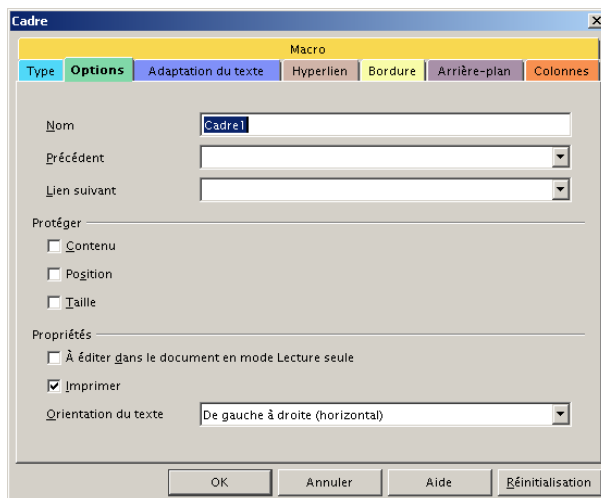 Cadre
Macro
Type Options Adaptation du texte Hyperlien Bordure Arrière-plan Colonnes
Nom Cadre1
Précédent
Lien suivant
Protéger
Contenu
Position
Taille
Propriétés
À éditer dans le document en mode Lecture seule
Imprimer
Orientation du texte De gauche à droite (horizontal)
OK Annuler Aide Réinitialisation